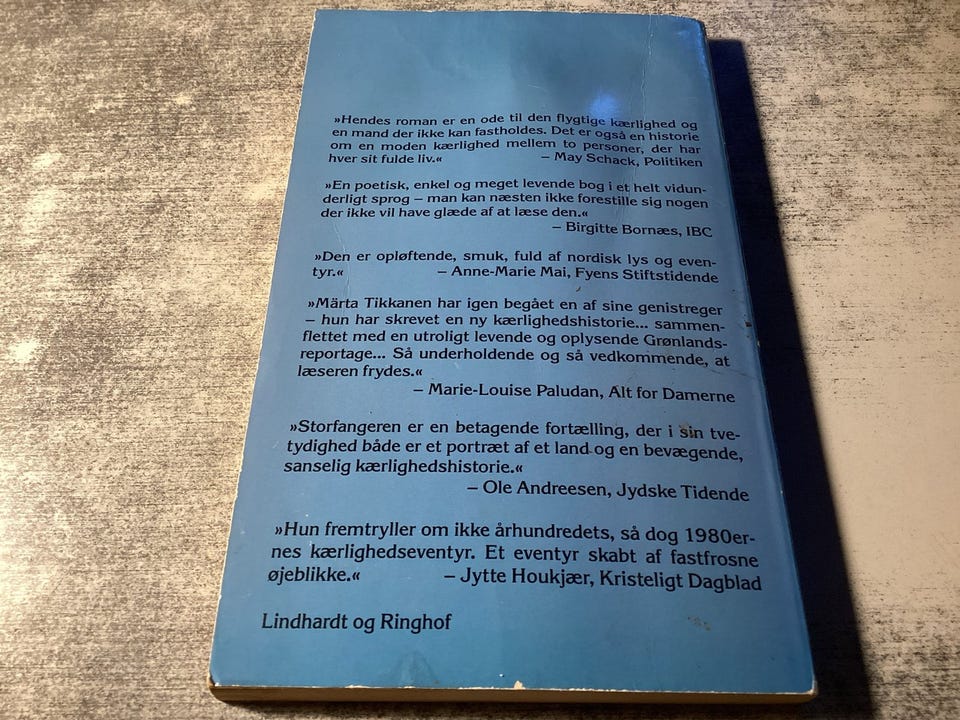 »Hendes roman er en ode til den flygtige kærlighed og
en mand der ikke kan fastholdes. Det er også en historie
om en moden kærlighed mellem to personer, der har
hver sit fulde liv.« – May Schack, Politiken
»En poetisk, enkel og meget levende bog i et helt vidun-
derligt sprog – man kan næsten ikke forestille sig nogen
der ikke vil have glæde af at læse den.«
– Birgitte Bornæs, IBC
»Den er opløftende, smuk, fuld af nordisk lys og even-
tyr.« – Anne-Marie Mai, Fyens Stiftstidende
»Märta Tikkanen har igen begået en af sine genistreger
– hun har skrevet en ny kærlighedshistorie... sammen-
flettet med en utroligt levende og oplysende Grønlands-
reportage... Så underholdende og så vedkommende, at
læseren frydes.«
– Marie-Louise Paludan, Alt for Damerne
»Storfangeren er en betagende fortælling, der i sin tve-
tydighed både er et portræt af et land og en bevægende,
sanselig kærlighedshistorie.«
– Ole Andreesen, Jydske Tidende
»Hun fremtryller om ikke århundredets, så dog 1980er-
nes kærlighedseventyr. Et eventyr skabt af fastfrosne
øjeblikke.« – Jytte Houkjær, Kristeligt Dagblad
Lindhardt og Ringhof